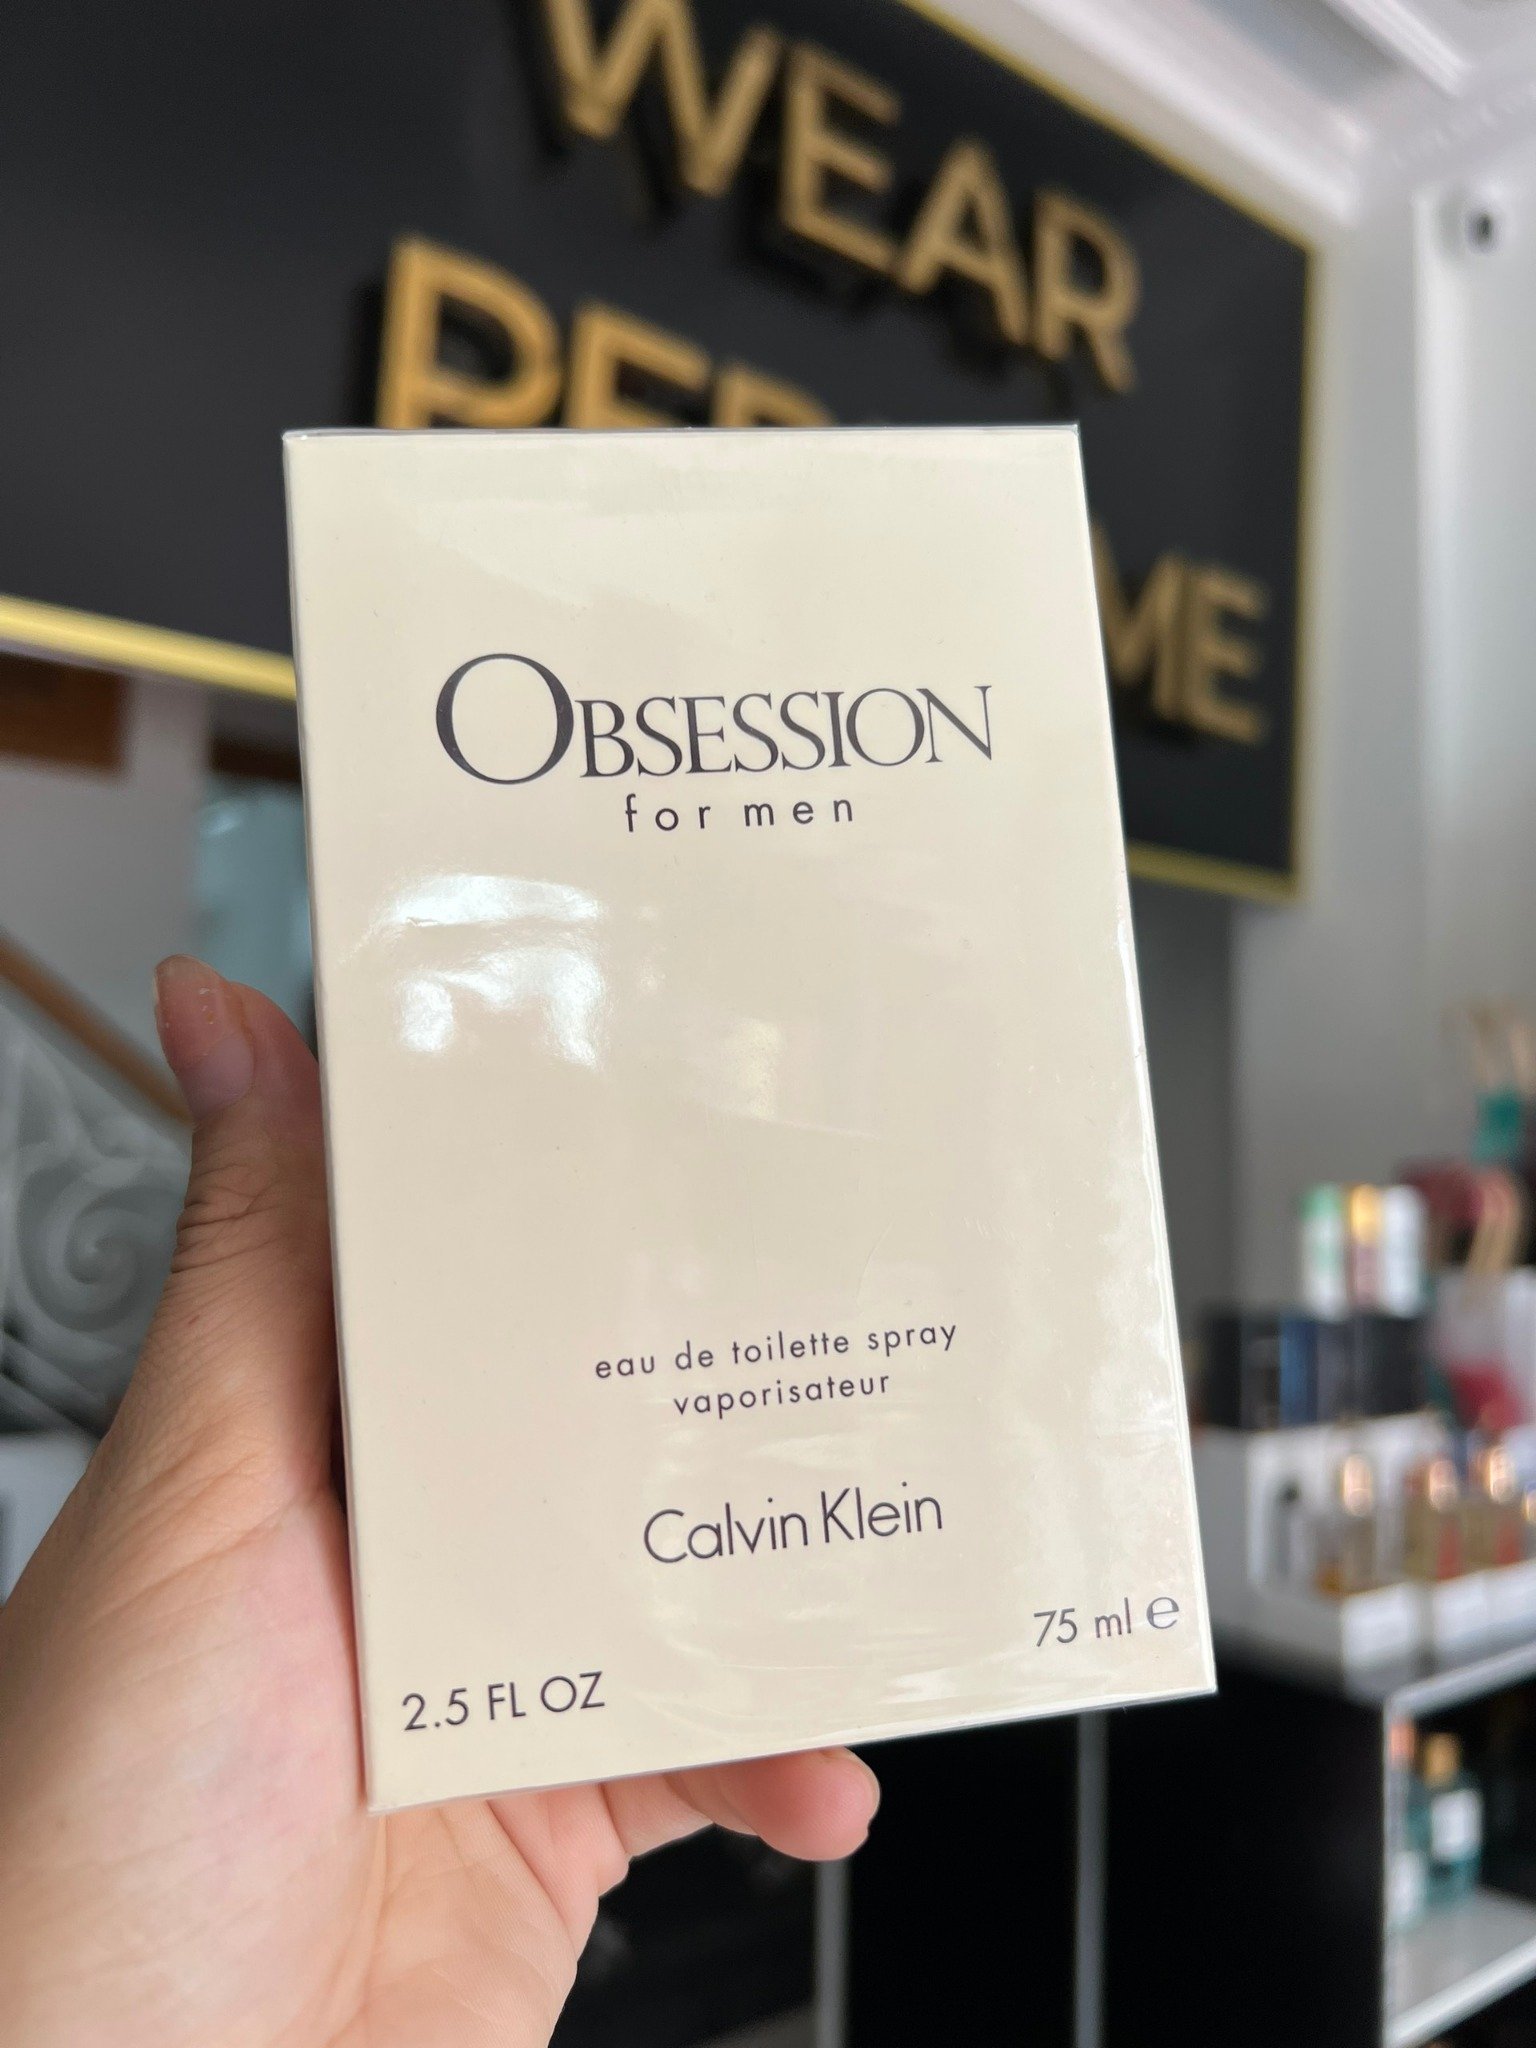 WEAR
OBSESSION
for men
eau de toilette spray
vaporisateur
Calvin Klein
75 ml ℮
2.5 FL OZ